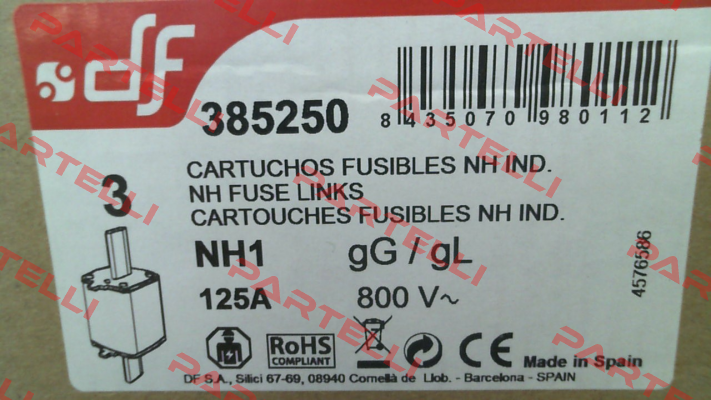 df
385250
8 435070 980112
3
CARTUCHOS FUSIBLES NH IND.
NH FUSE LINKS
CARTOUCHES FUSIBLES NH IND.
NH1 gG / gL
125A 800 V~
4576586
RoHS
COMPLIANT
CE
Made in Spain
DF S.A., Silici 67-69, 08940 Cornellà de Llob. - Barcelona - SPAIN
PARTELLI
PARTELLI
PARTELLI
PARTELLI
PARTELLI
PARTELLI